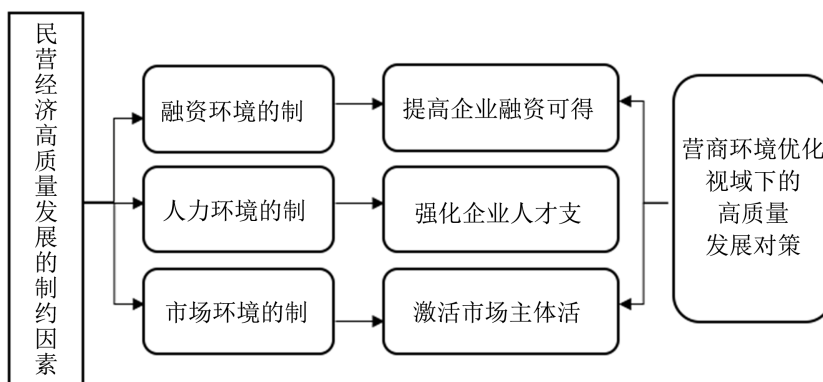 民营经济高质量发展的制约因素
融资环境的制
提高企业融资可得
人力环境的制
强化企业人才支
市场环境的制
激活市场主体活
营商环境优化
视域下的
高质量
发展对策